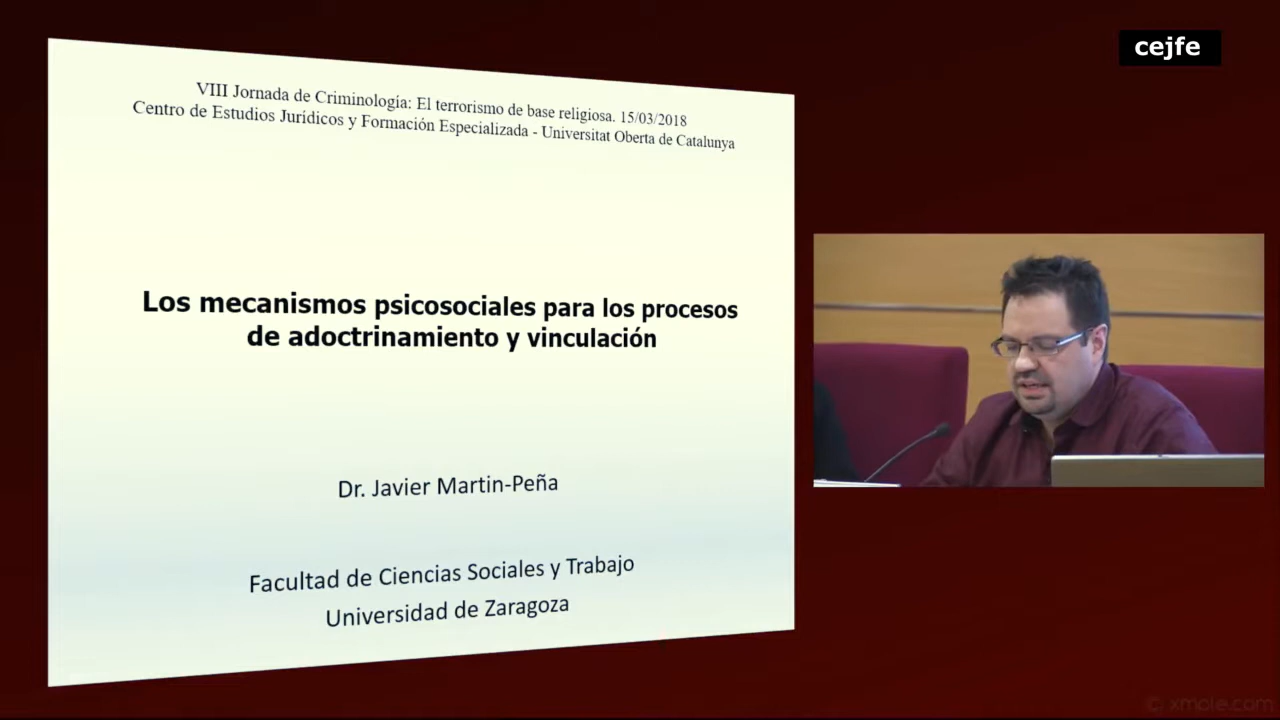 cejfe
VIII Jornada de Criminología: El terrorismo de base religiosa. 15/03/2018
Centro de Estudios Jurídicos y Formación Especializada - Universitat Oberta de Catalunya
Los mecanismos psicosociales para los procesos
de adoctrinamiento y vinculación
Dr. Javier Martin-Peña
Facultad de Ciencias Sociales y Trabajo
Universidad de Zaragoza
© xmple.com